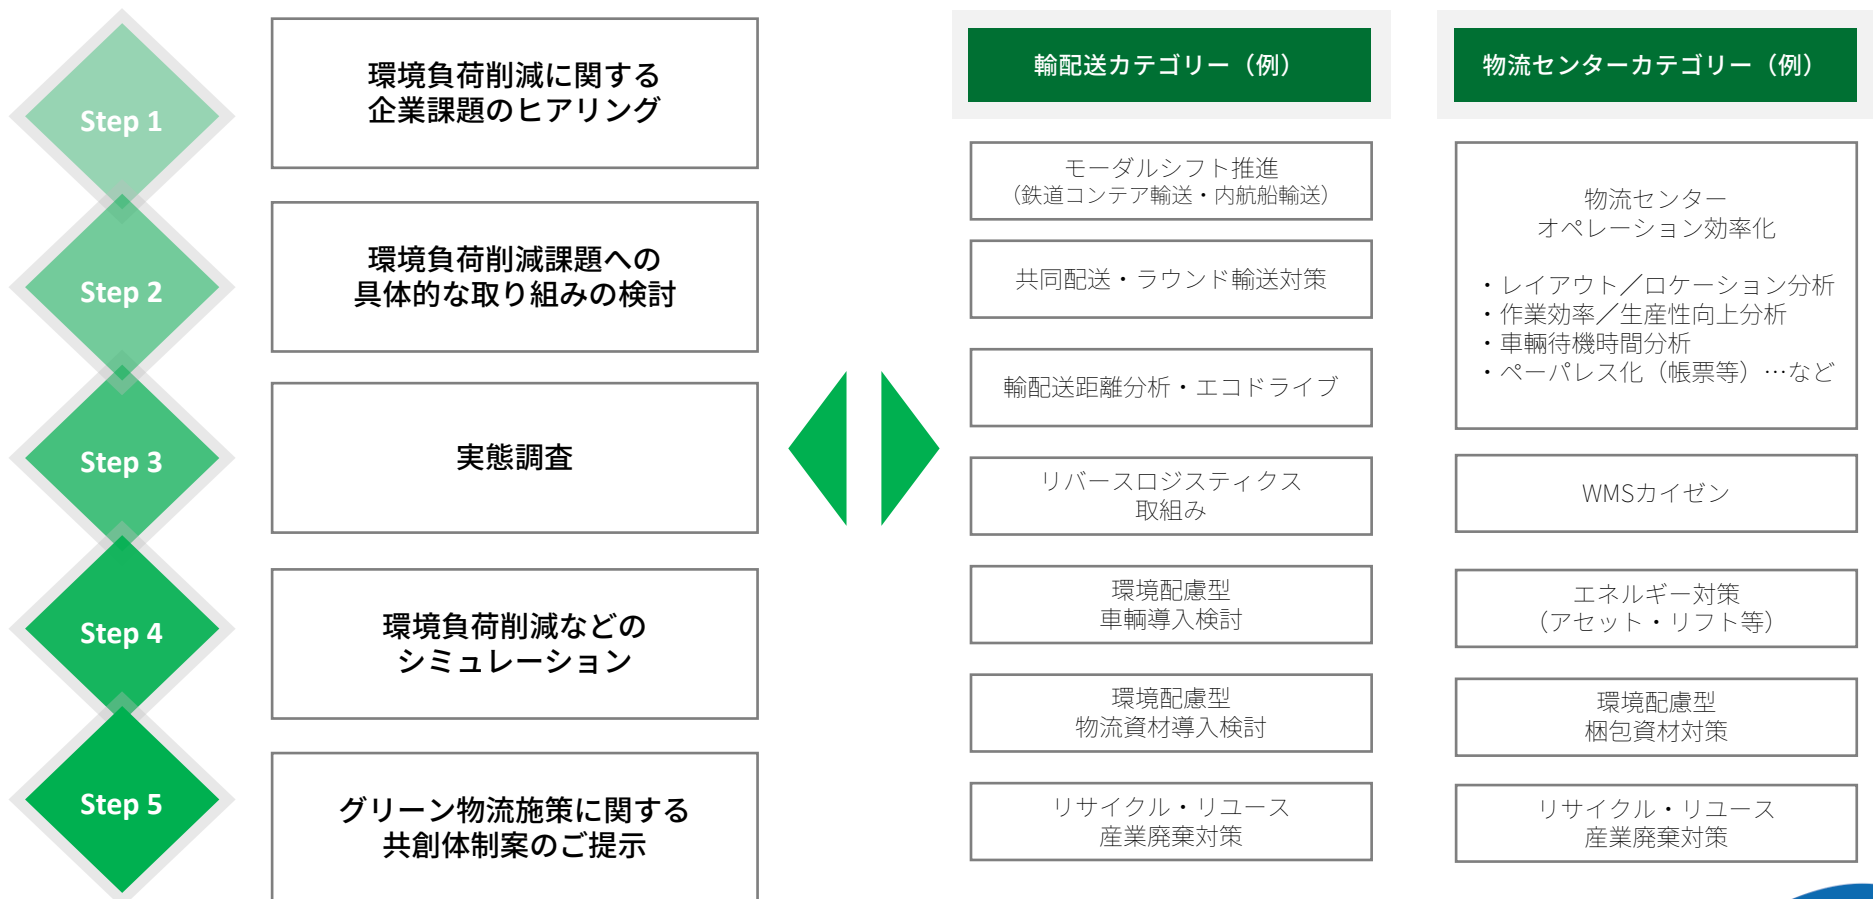 Step 1
環境負荷削減に関する
企業課題のヒアリング
Step 2
環境負荷削減課題への
具体的な取り組みの検討
Step 3
実態調査
Step 4
環境負荷削減などの
シミュレーション
Step 5
グリーン物流施策に関する
共創体制案のご提示
輸配送カテゴリー（例）
モーダルシフト推進
（鉄道コンテア輸送・内航船輸送）
共同配送・ラウンド輸送対策
輸配送距離分析・エコドライブ
リバースロジスティクス
取組み
環境配慮型
車輌導入検討
環境配慮型
物流資材導入検討
リサイクル・リユース
産業廃棄対策
物流センターカテゴリー（例）
物流センター
オペレーション効率化
・レイアウト／ロケーション分析
・作業効率／生産性向上分析
・車輌待機時間分析
・ペーパレス化（帳票等）…など
WMSカイゼン
エネルギー対策
（アセット・リフト等）
環境配慮型
梱包資材対策
リサイクル・リユース
産業廃棄対策